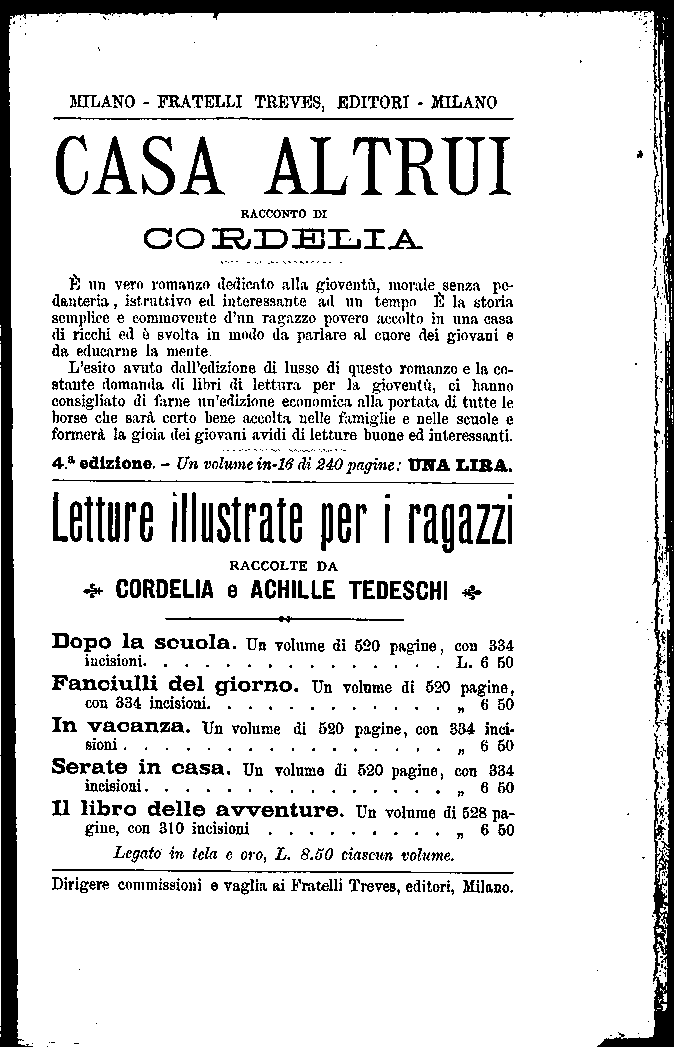 MILANO - FRATELLI TREVES, EDITORI - MILANO
CASA ALTRUI
RACCONTO DI
CORDELIA
È un vero romanzo dedicato alla gioventù, morale senza pe-
danteria, istruttivo ed interessante ad un tempo È la storia
semplice e commovente d'un ragazzo povero accolto in una casa
di ricchi ed è svolta in modo da parlare al cuore dei giovani e
da educarne la mente.
L'esito avuto dall'edizione di lusso di questo romanzo e la co-
stante domanda di libri di lettura per la gioventù, ci hanno
consigliato di farne un'edizione economica alla portata di tutte le
borse che sarà certo bene accolta nelle famiglie e nelle scuole e
formerà la gioia dei giovani avidi di letture buone ed interessanti.
4.ª edizione. - Un volume in-16 di 240 pagine: UNA LIRA.
Letture illustrate per i ragazzi
RACCOLTE DA
CORDELIA e ACHILLE TEDESCHI
Dopo la scuola. Un volume di 520 pagine, con 334
incisioni. . . . . . . . . . . . . . . L. 6 50
Fanciulli del giorno. Un volume di 520 pagine,
con 334 incisioni. . . . . . . . . . . . „ 6 50
In vacanza. Un volume di 520 pagine, con 334 inci-
sioni . . . . . . . . . . . . . . . . „ 6 50
Serate in casa. Un volume di 520 pagine, con 334
incisioni. . . . . . . . . . . . . . . „ 6 50
Il libro delle avventure. Un volume di 528 pa-
gine, con 310 incisioni . . . . . . . . . „ 6 50
Legato in tela e oro, L. 8.50 ciascun volume.
Dirigere commissioni e vaglia ai Fratelli Treves, editori, Milano.